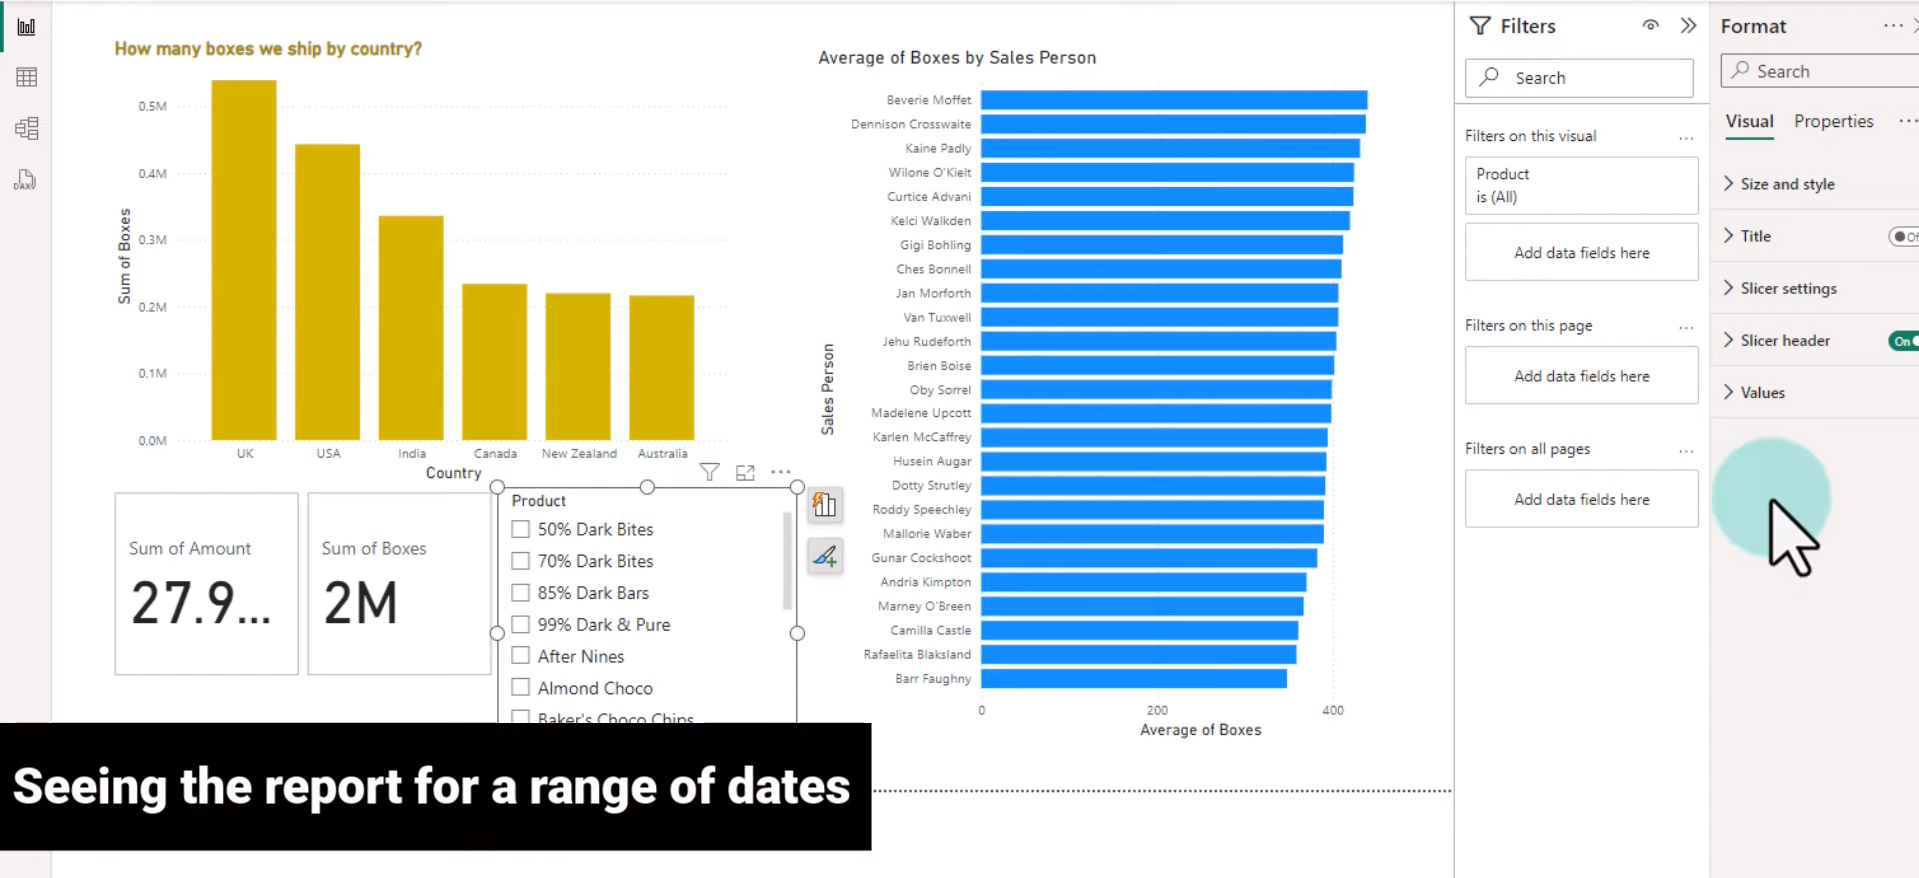 How many boxes we ship by country?
0.5M
0.4M
0.3M
0.2M
0.1M
0.0M
Sum of Boxes
UK
USA
India
Canada
New Zealand
Australia
Country
Sum of Amount
27.9...
Sum of Boxes
2M
Product
50% Dark Bites
70% Dark Bites
85% Dark Bars
99% Dark & Pure
After Nines
Almond Choco
Baker's Choco Chips
Average of Boxes by Sales Person
Sales Person
Beverie Moffet
Dennison Crosswaite
Kaine Padly
Wilone O'Kielt
Curtice Advani
Kelci Walkden
Gigi Bohling
Ches Bonnell
Jan Morforth
Van Tuxwell
Jehu Rudeforth
Brien Boise
Oby Sorrel
Madelene Upcott
Karlen McCaffrey
Husein Augar
Dotty Strutley
Roddy Speechley
Mallorie Waber
Gunar Cockshoot
Andria Kimpton
Marney O'Breen
Camilla Castle
Rafaelita Blaksland
Barr Faughny
0
200
400
Average of Boxes
Seeing the report for a range of dates
Filters
Search
Filters on this visual
Product
is (All)
Add data fields here
Filters on this page
Add data fields here
Filters on all pages
Add data fields here
Format
Search
Visual
Properties
Size and style
Title
Slicer settings
Slicer header
On
Values
DAX